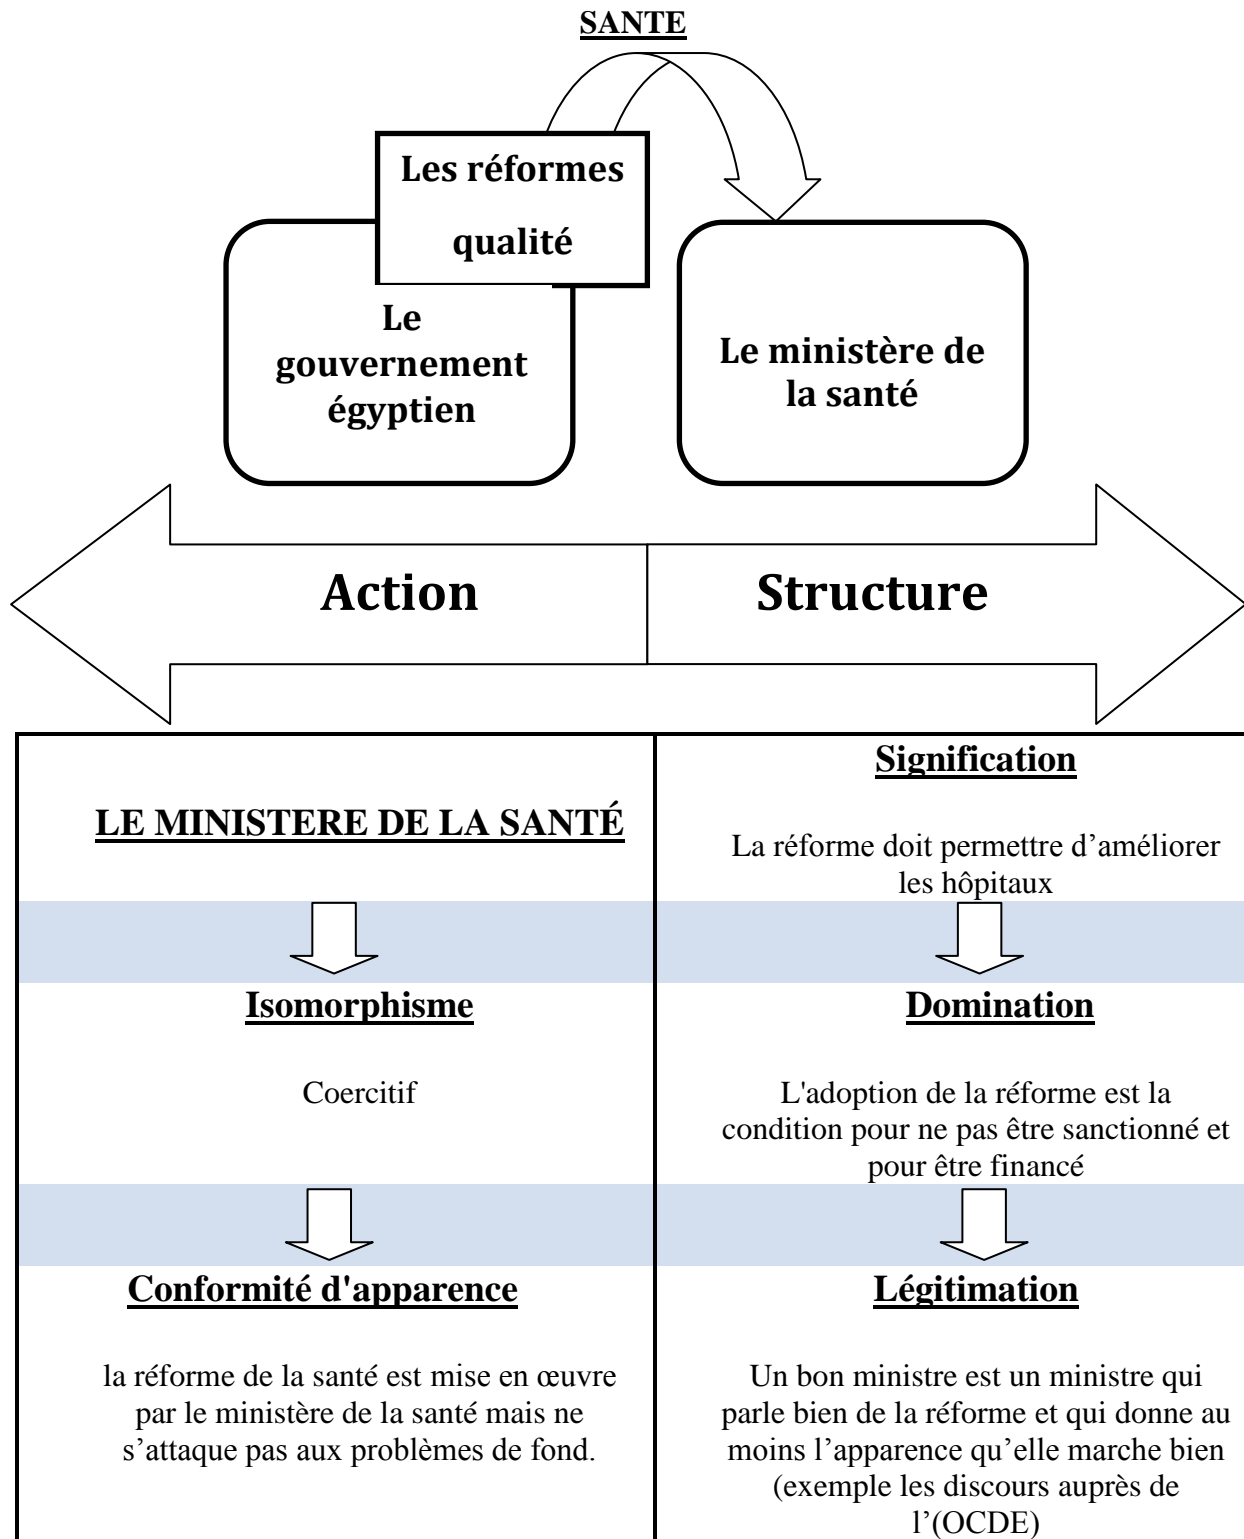 SANTE
Les réformes
qualité
Le
gouvernement
égyptien
Le ministère de
la santé
Action
Structure
LE MINISTERE DE LA SANTÉ
Signification
La réforme doit permettre d’améliorer
les hôpitaux
Isomorphisme
Coercitif
Domination
L'adoption de la réforme est la
condition pour ne pas être sanctionné et
pour être financé
Conformité d'apparence
la réforme de la santé est mise en œuvre
par le ministère de la santé mais ne
s’attaque pas aux problèmes de fond.
Légitimation
Un bon ministre est un ministre qui
parle bien de la réforme et qui donne au
moins l’apparence qu’elle marche bien
(exemple les discours auprès de
l’(OCDE)